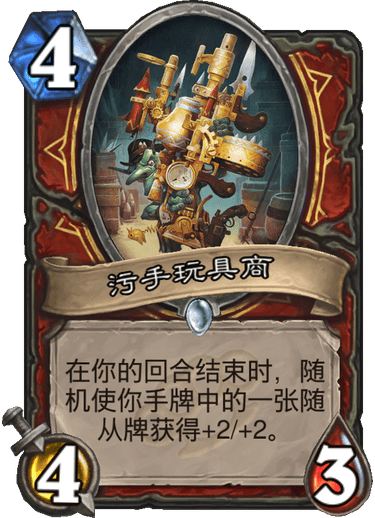 4
污手玩具商
在你的回合结束时，随
机使你手牌中的一张随
从牌获得+2/+2。
4
3